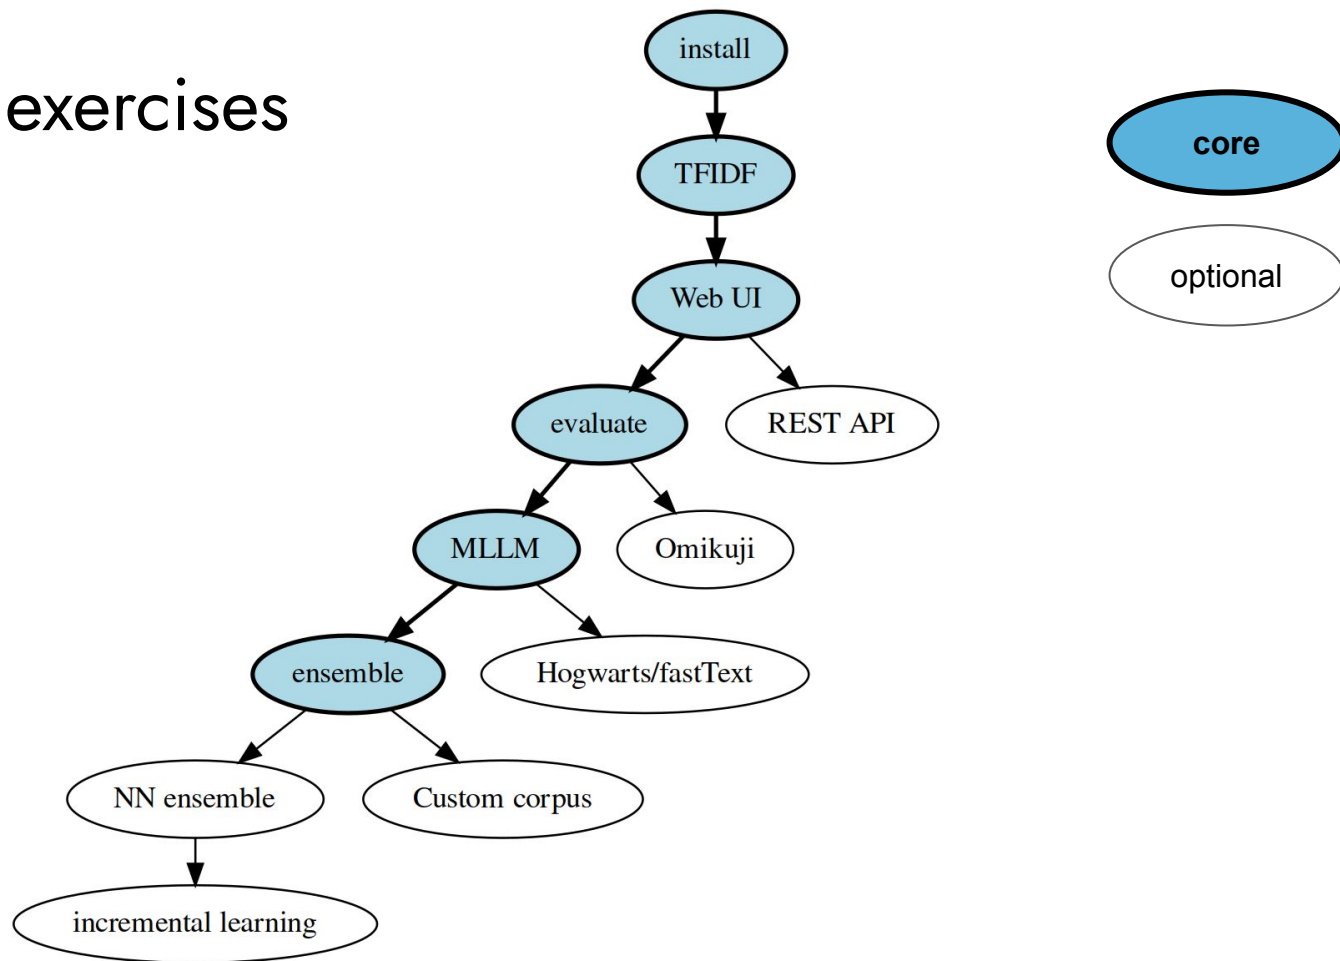 exercises
install
TFIDF
Web UI
evaluate
REST API
MLLM
Omikuji
ensemble
Hogwarts/fastText
NN ensemble
Custom corpus
incremental learning
core
optional